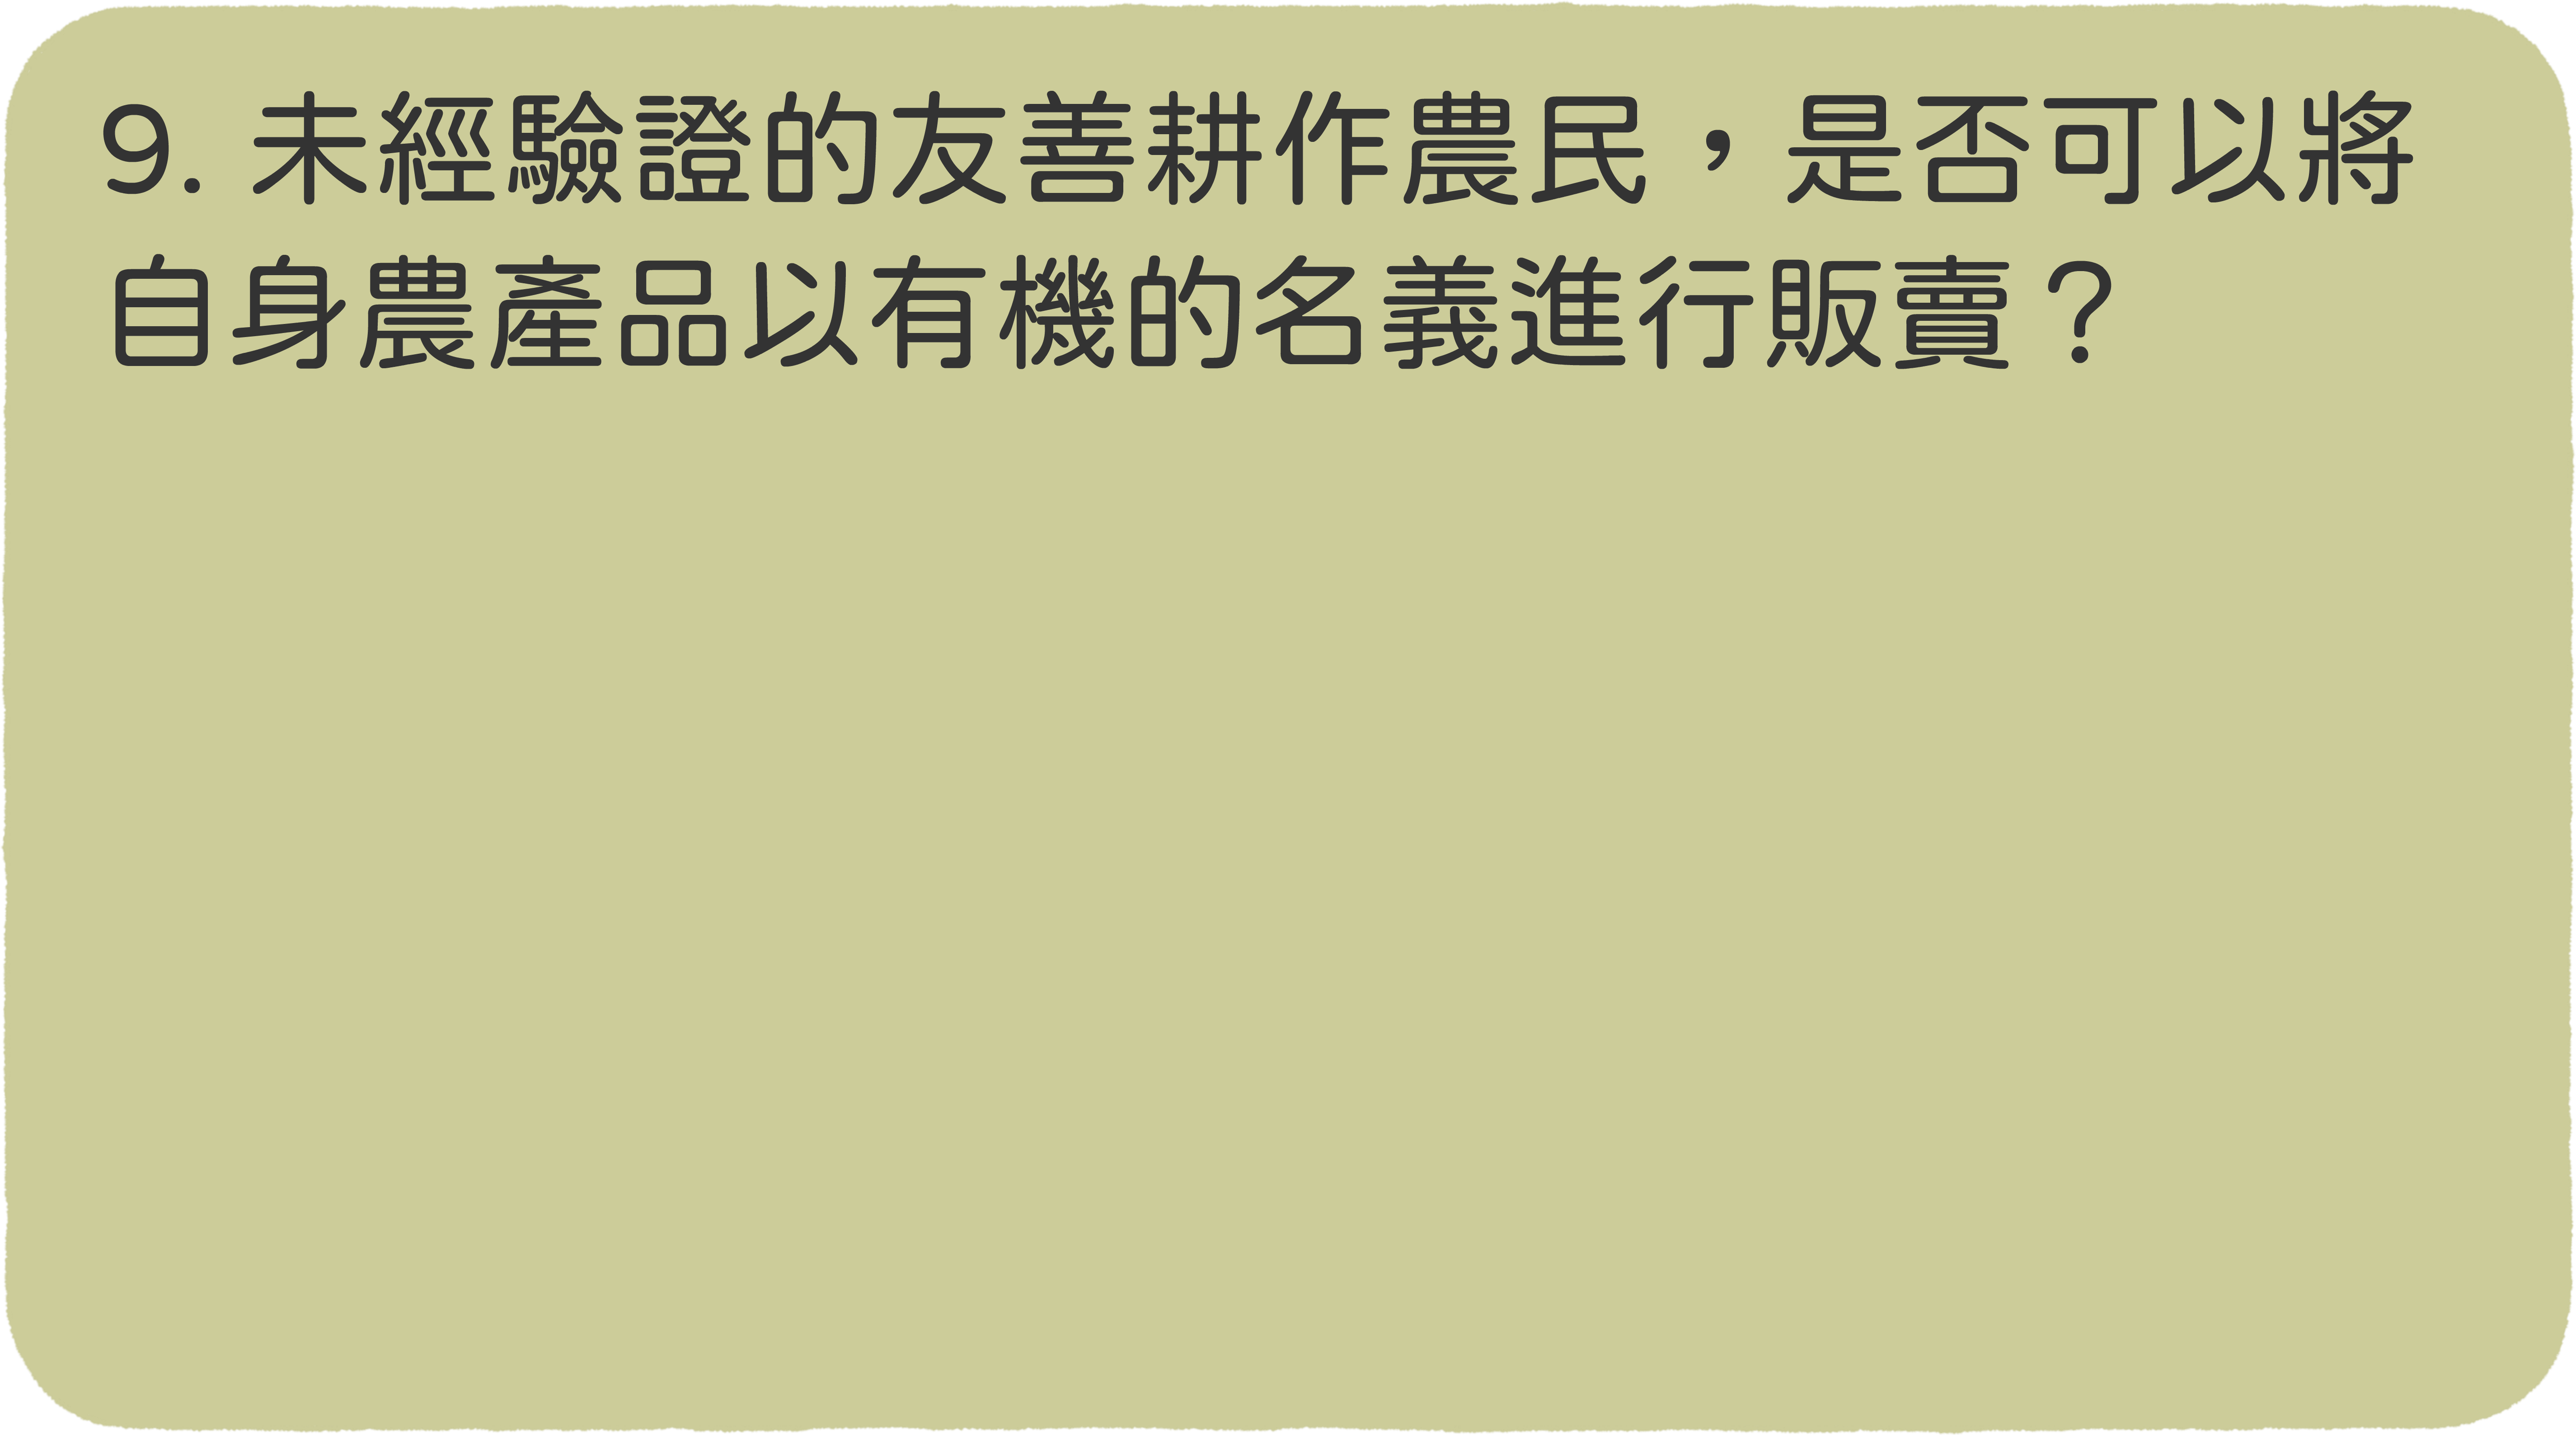 9. 未經驗證的友善耕作農民，是否可以將
自身農產品以有機的名義進行販賣？